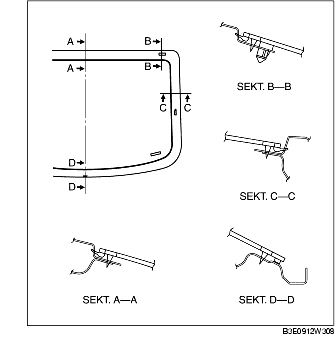 A
B
A
B
SEKT. B—B
C
C
SEKT. C—C
D
D
SEKT. A—A
SEKT. D—D
B3E0912W308